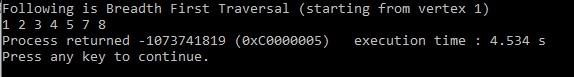 Following is Breadth First Traversal (starting from vertex 1)
1 2 3 4 5 7 8
Process returned -1073741819 (0xC0000005)   execution time : 4.534 s
Press any key to continue.